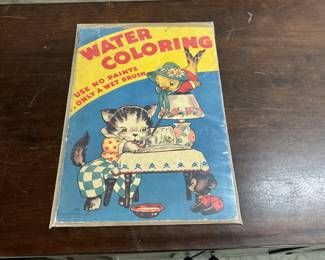 WATER
COLORING
USE NO PAINTS
..ONLY A WET BRUSH